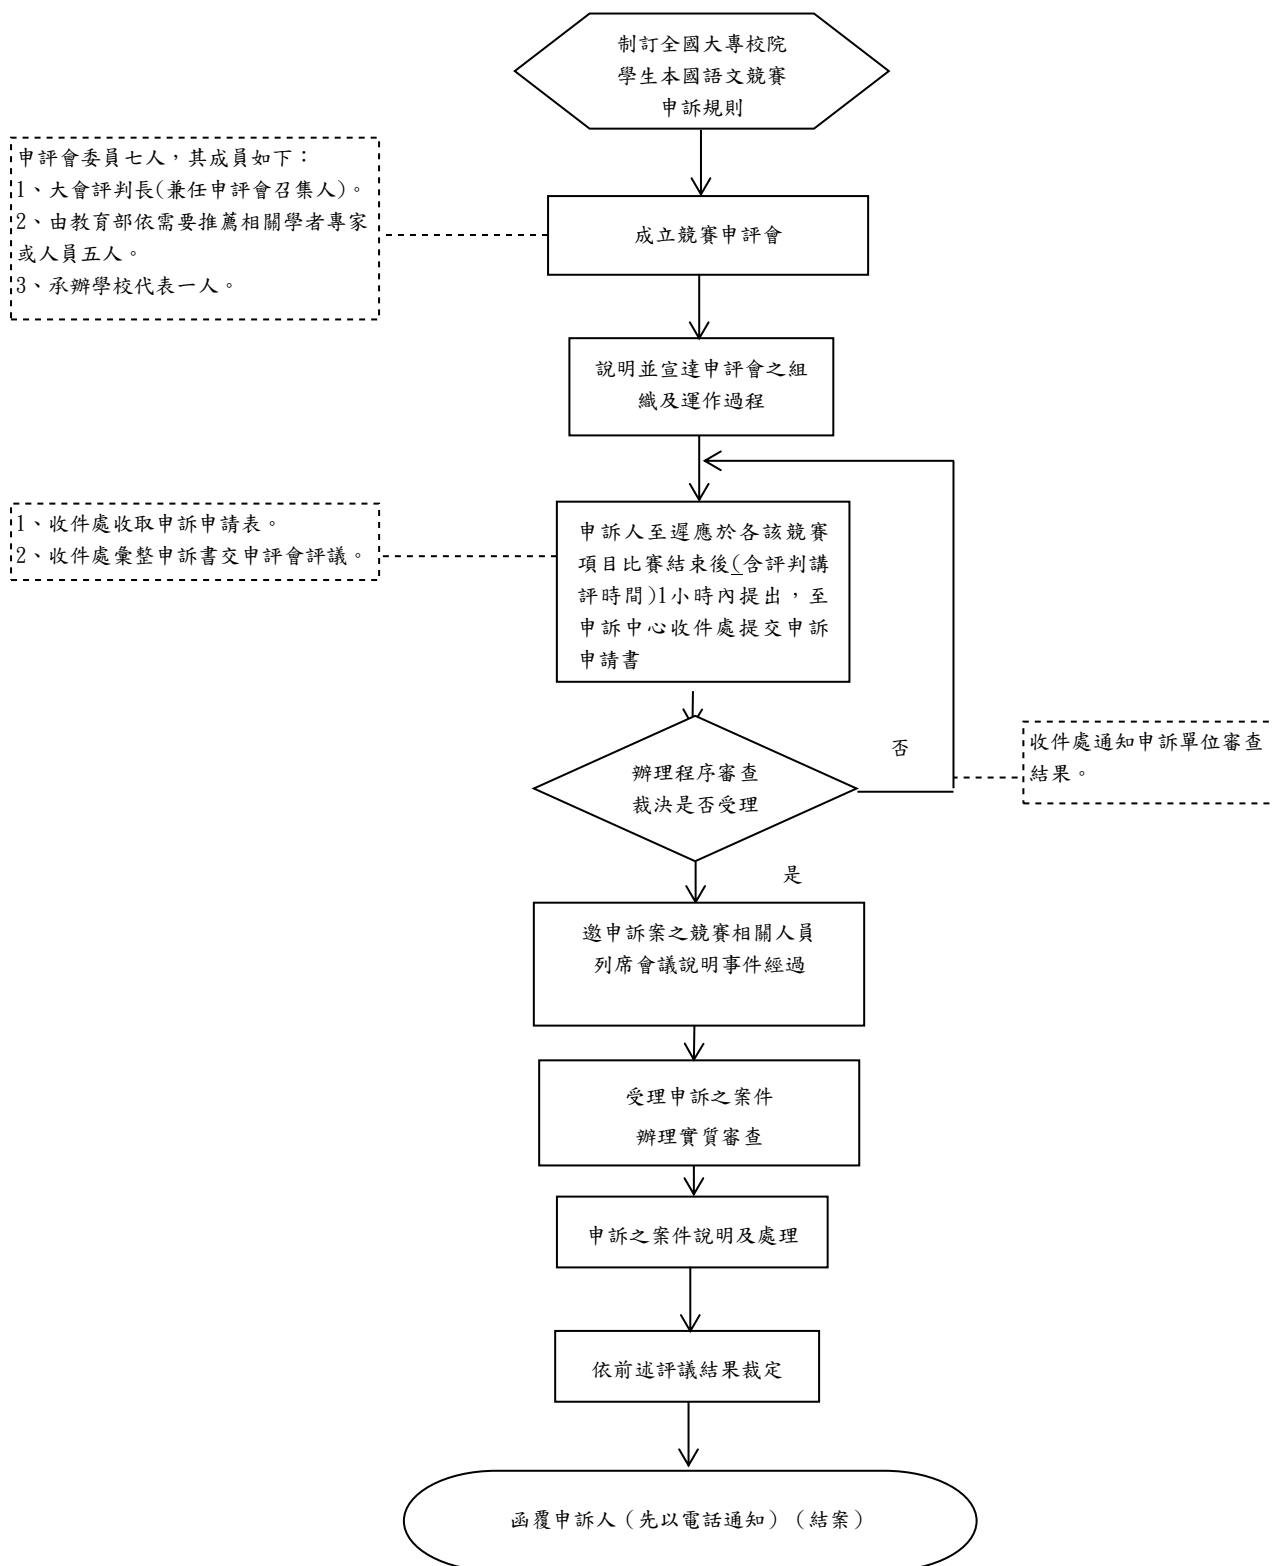 制訂全國大專校院
學生本國語文競賽
申訴規則
申評會委員七人，其成員如下：
1、大會評判長(兼任申評會召集人)。
2、由教育部依需要推薦相關學者專家
或人員五人。
3、承辦學校代表一人。
成立競賽申評會
說明並宣達申評會之組
織及運作過程
1、收件處收取申訴申請表。
2、收件處彙整申訴書交申評會評議。
申訴人至遲應於各該競賽
項目比賽結束後(含評判講
評時間)1小時內提出，至
申訴中心收件處提交申訴
申請書
否
收件處通知申訴單位審查
結果。
辦理程序審查
裁決是否受理
是
邀申訴案之競賽相關人員
列席會議說明事件經過
受理申訴之案件
辦理實質審查
申訴之案件說明及處理
依前述評議結果裁定
函覆申訴人（先以電話通知）（結案）